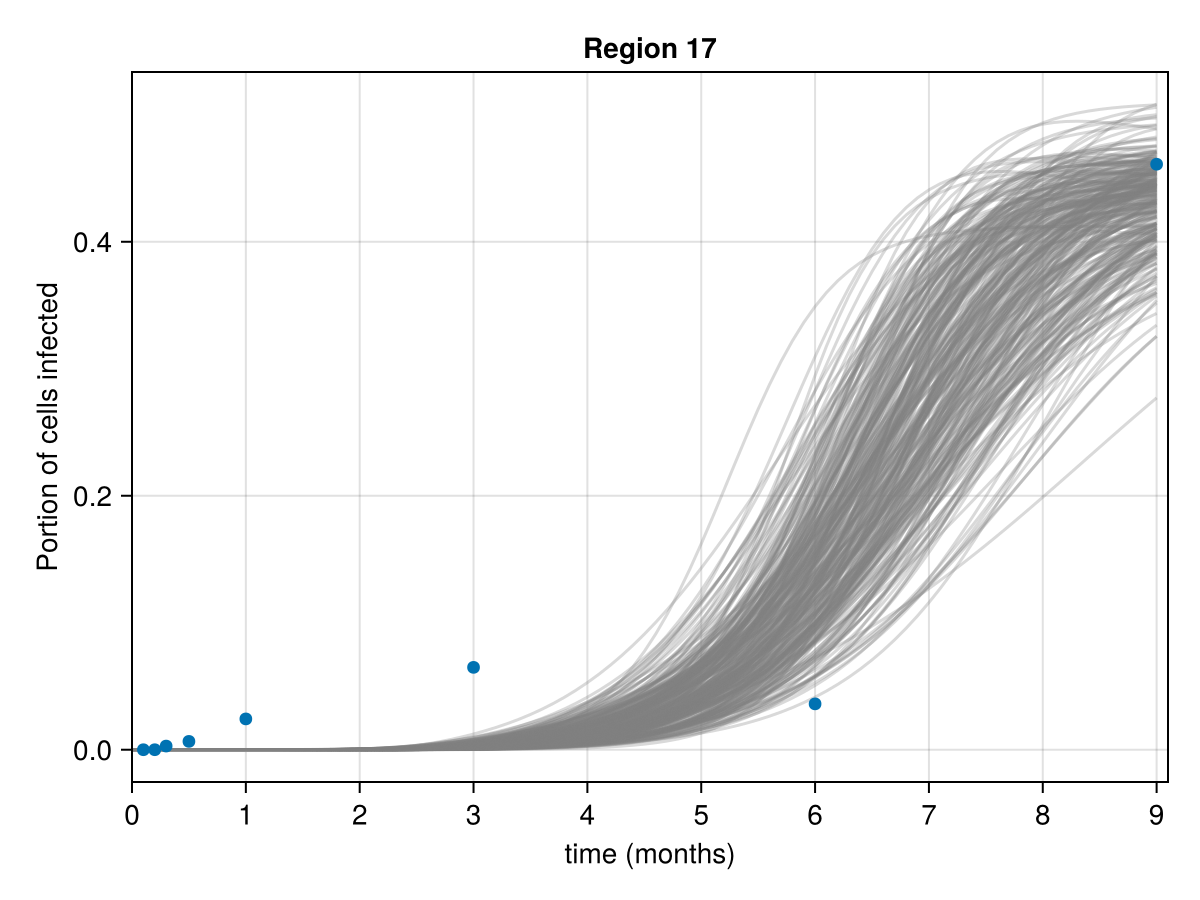 Region 17
Portion of cells infected
0.4
0.2
0.0
0 1 2 3 4 5 6 7 8 9
time (months)